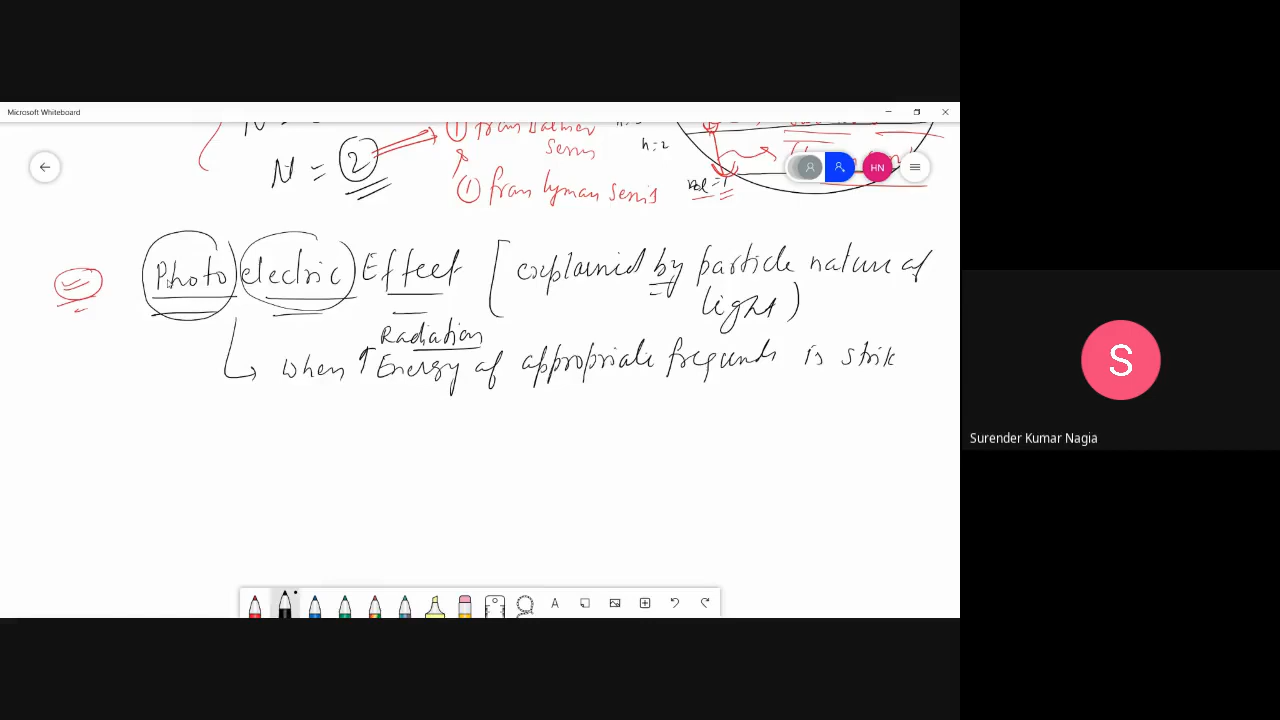 Microsoft Whiteboard
① from Balmer
series
N = ②
① from lyman series
n=2
HN
Photo electric Effect [explained by particle nature of
light)
Radiation
↳ when ↑ Energy of appropriate frequency is strik
A
S
Surender Kumar Nagia